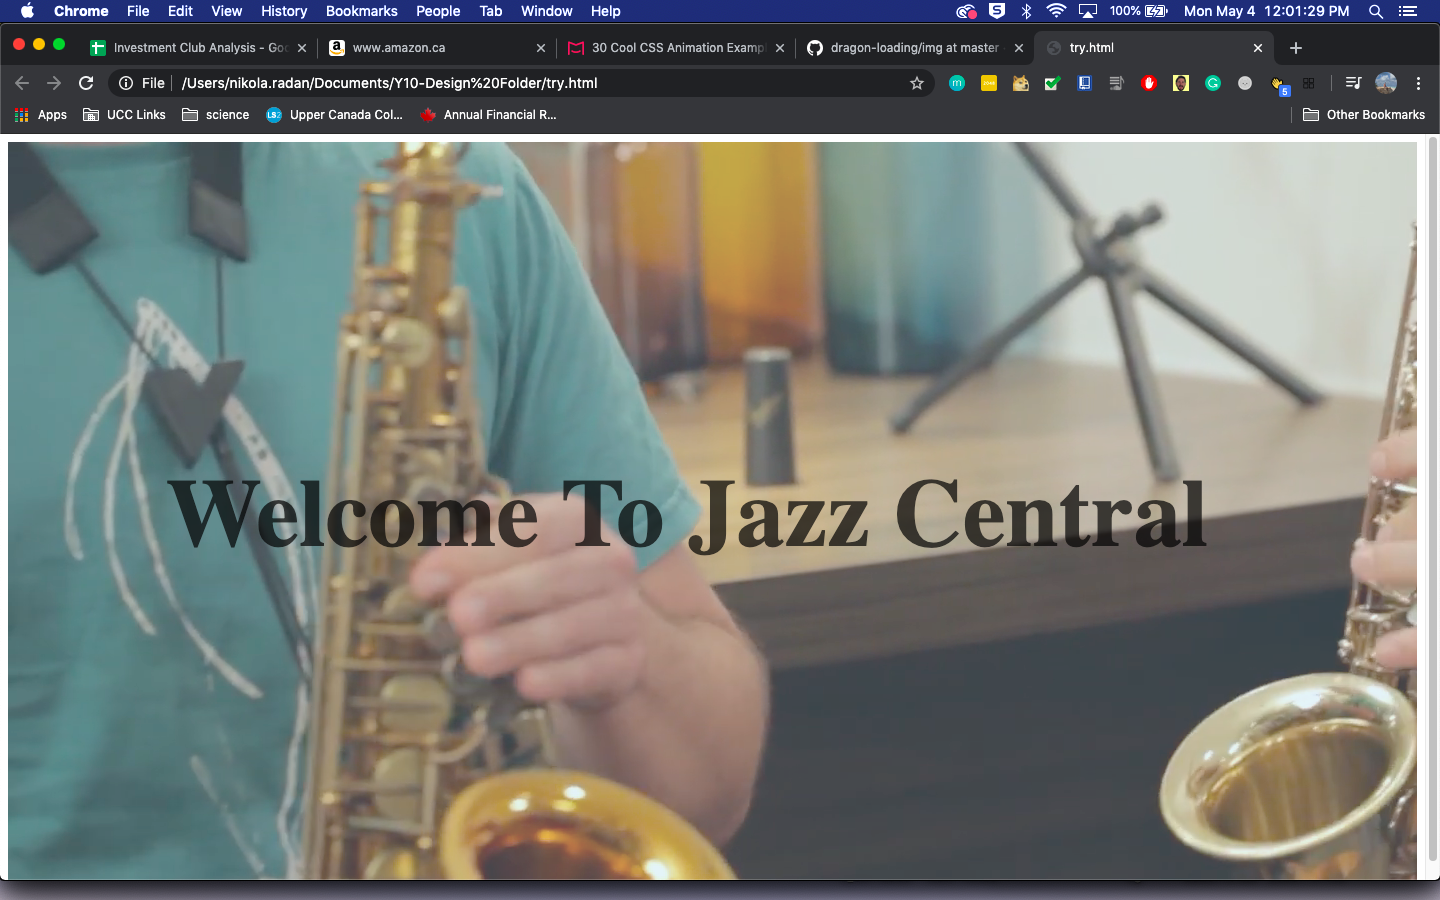 Chrome File Edit View History Bookmarks People Tab Window Help 100% Mon May 4 12:01:29 PM
Investment Club Analysis - Goo
www.amazon.ca
30 Cool CSS Animation Exampl
dragon-loading/img at master
try.html
File /Users/nikola.radan/Documents/Y10-Design%20Folder/try.html
5
Apps UCC Links science Upper Canada Col... Annual Financial R... Other Bookmarks
Welcome To Jazz Central